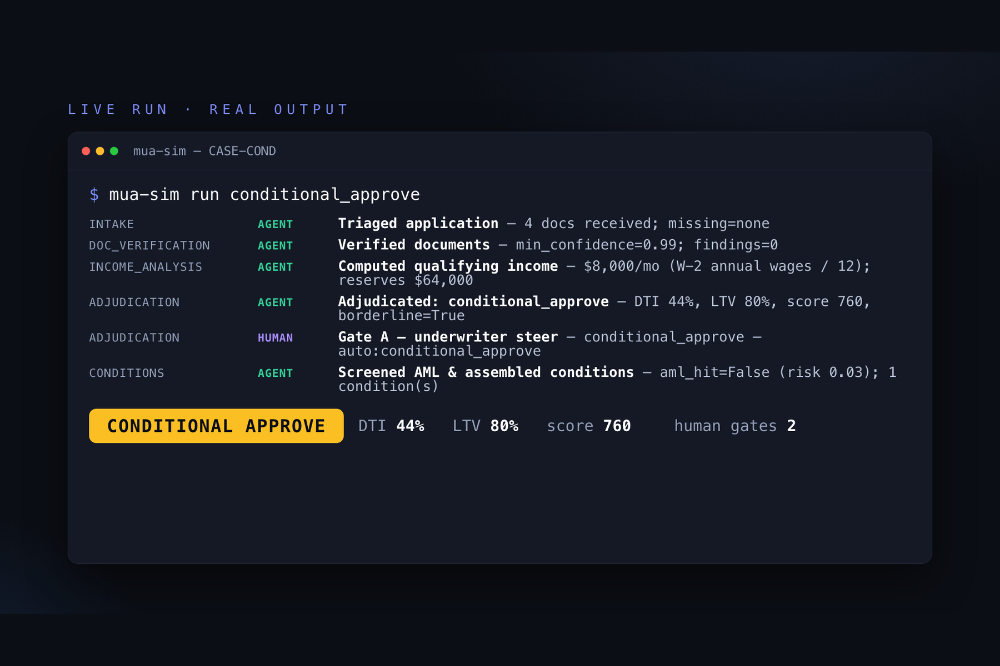 LIVE RUN · REAL OUTPUT
mua-sim — CASE-COND
$ mua-sim run conditional_approve
INTAKE AGENT Triaged application — 4 docs received; missing=none
DOC_VERIFICATION AGENT Verified documents — min_confidence=0.99; findings=0
INCOME_ANALYSIS AGENT Computed qualifying income — $8,000/mo (W-2 annual wages / 12);
reserves $64,000
ADJUDICATION AGENT Adjudicated: conditional_approve — DTI 44%, LTV 80%, score 760,
borderline=True
ADJUDICATION HUMAN Gate A — underwriter steer — conditional_approve —
auto:conditional_approve
CONDITIONS AGENT Screened AML & assembled conditions — aml_hit=False (risk 0.03); 1
condition(s)
CONDITIONAL APPROVE DTI 44% LTV 80% score 760 human gates 2